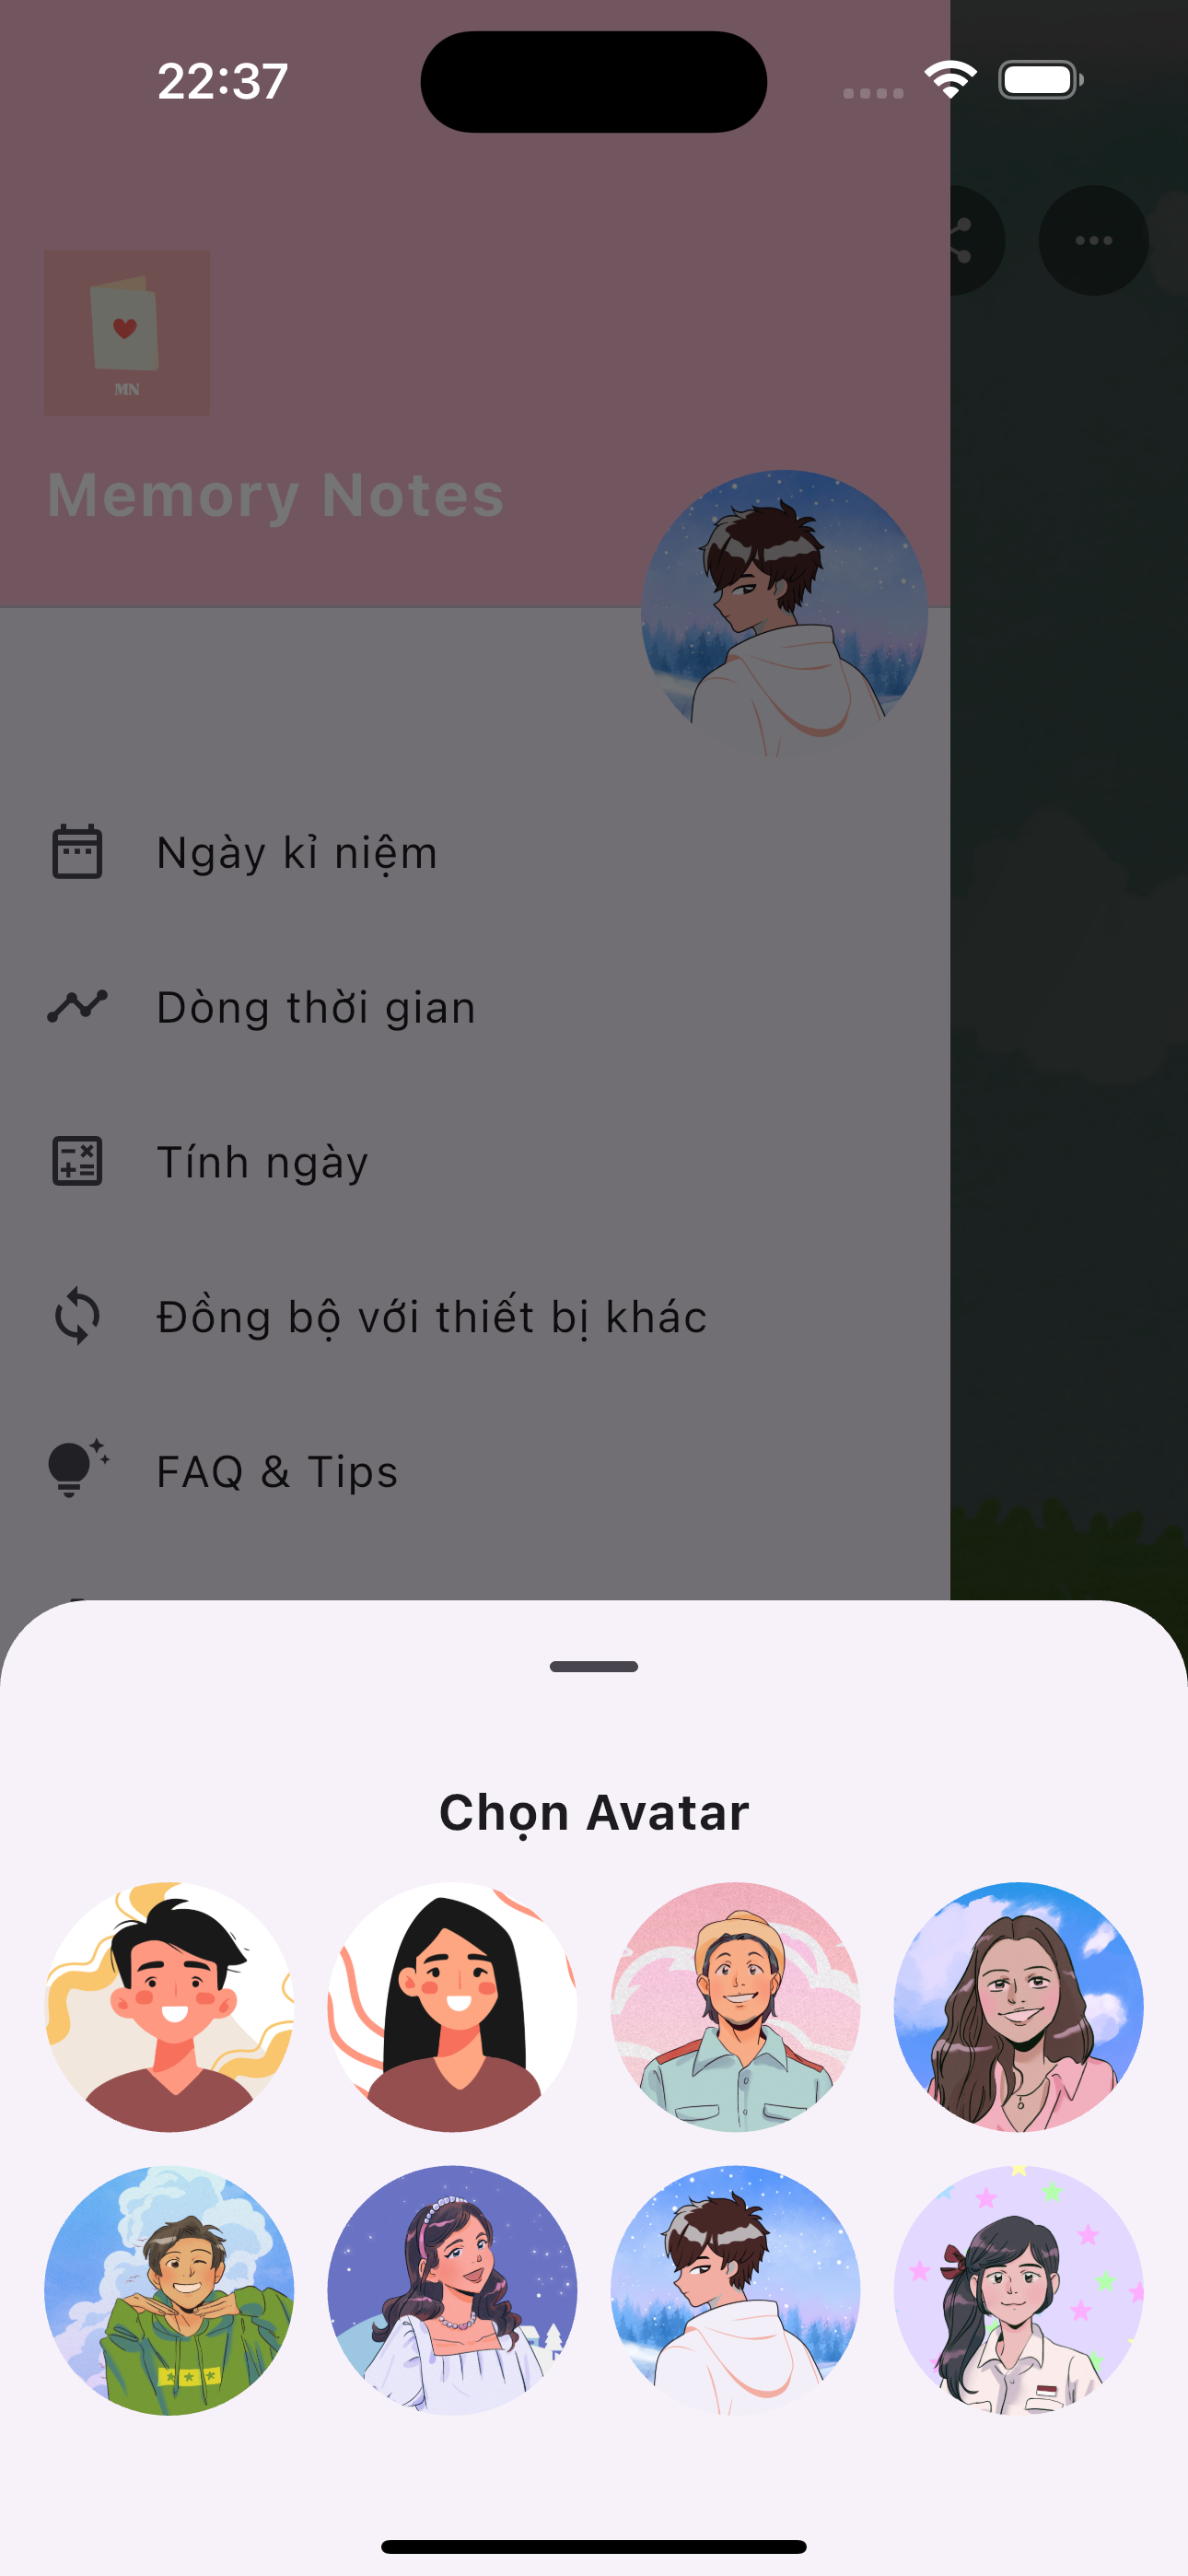 22:37
MN
Memory Notes
Ngày kỉ niệm
Dòng thời gian
Tính ngày
Đồng bộ với thiết bị khác
FAQ & Tips
Chọn Avatar